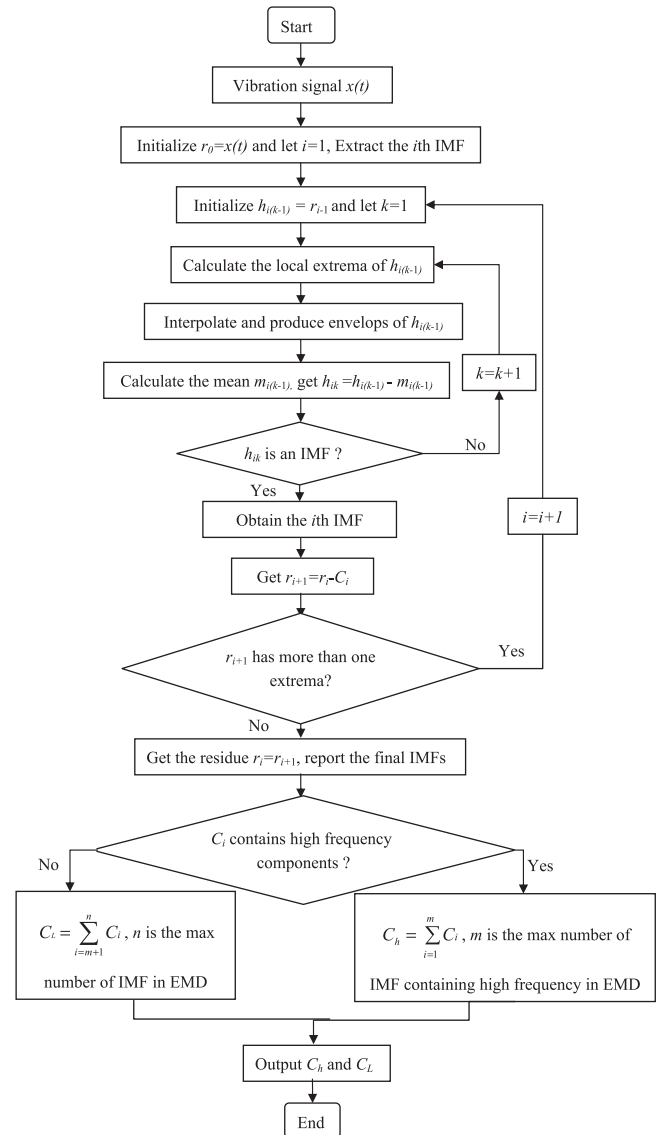 Start
Vibration signal x(t)
Initialize r₀=x(t) and let i=1, Extract the ith IMF
Initialize hᵢ₍ₖ₋₁₎ = rᵢ₋₁ and let k=1
Calculate the local extrema of hᵢ₍ₖ₋₁₎
Interpolate and produce envelops of hᵢ₍ₖ₋₁₎
Calculate the mean mᵢ₍ₖ₋₁₎, get hᵢₖ =hᵢ₍ₖ₋₁₎ - mᵢ₍ₖ₋₁₎
k=k+1
hᵢₖ is an IMF ?
No
Yes
Obtain the ith IMF
i=i+1
Get rᵢ₊₁=rᵢ-Cᵢ
rᵢ₊₁ has more than one
extrema?
Yes
No
Get the residue rᵢ=rᵢ₊₁, report the final IMFs
Cᵢ contains high frequency
components ?
No
Yes
C_L = ∑_{i=m+1}^{n} Cᵢ , n is the max
number of IMF in EMD
C_h = ∑_{i=1}^{m} Cᵢ , m is the max number of
IMF containing high frequency in EMD
Output C_h and C_L
End